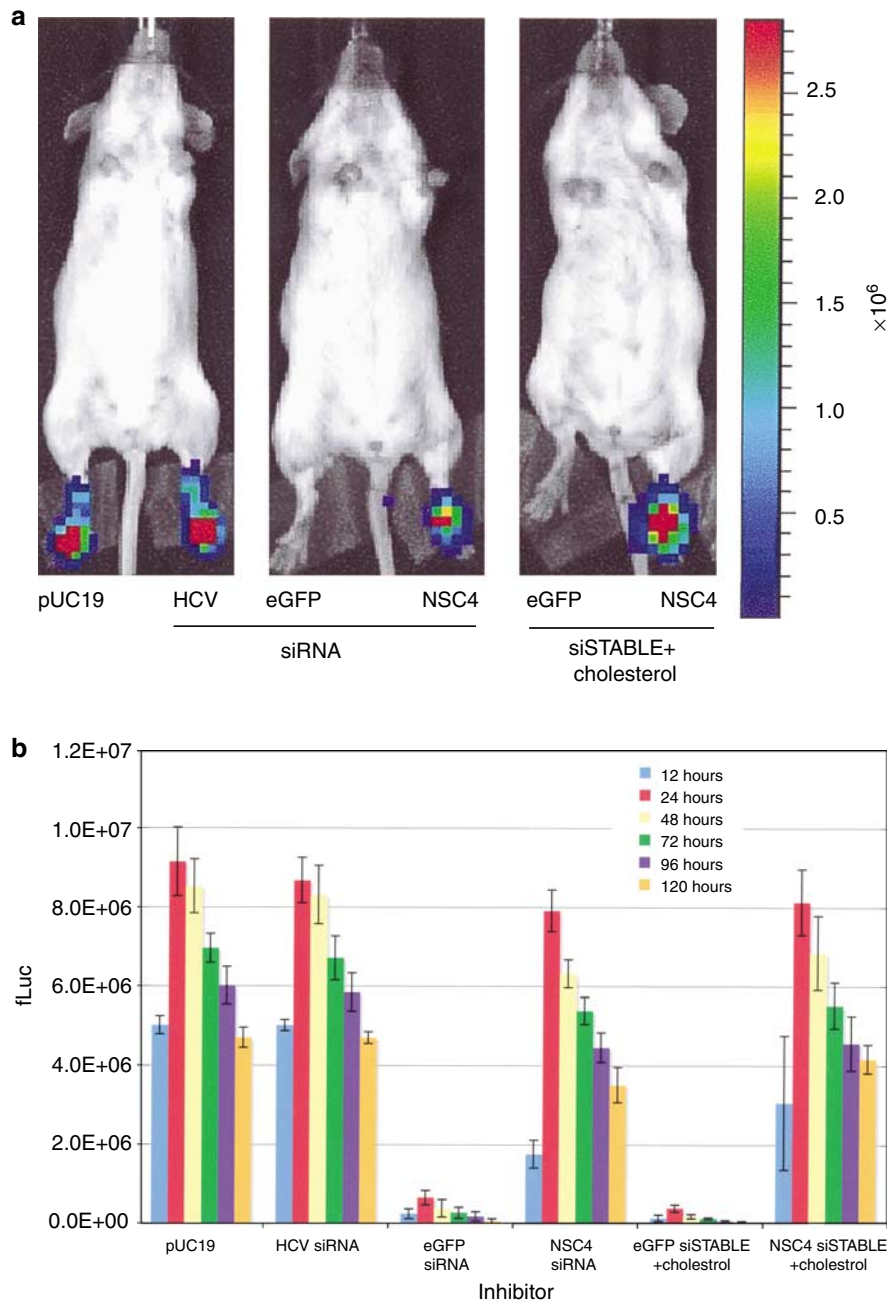 a
2.5
2.0
1.5
1.0
0.5
×10⁶
pUC19
HCV
eGFP
NSC4
eGFP
NSC4
siRNA
siSTABLE+
cholesterol
b
1.2E+07
1.0E+07
8.0E+06
6.0E+06
4.0E+06
2.0E+06
0.0E+00
fLuc
12 hours
24 hours
48 hours
72 hours
96 hours
120 hours
pUC19
HCV siRNA
eGFP
siRNA
NSC4
siRNA
eGFP siSTABLE
+cholestrol
NSC4 siSTABLE
+cholestrol
Inhibitor